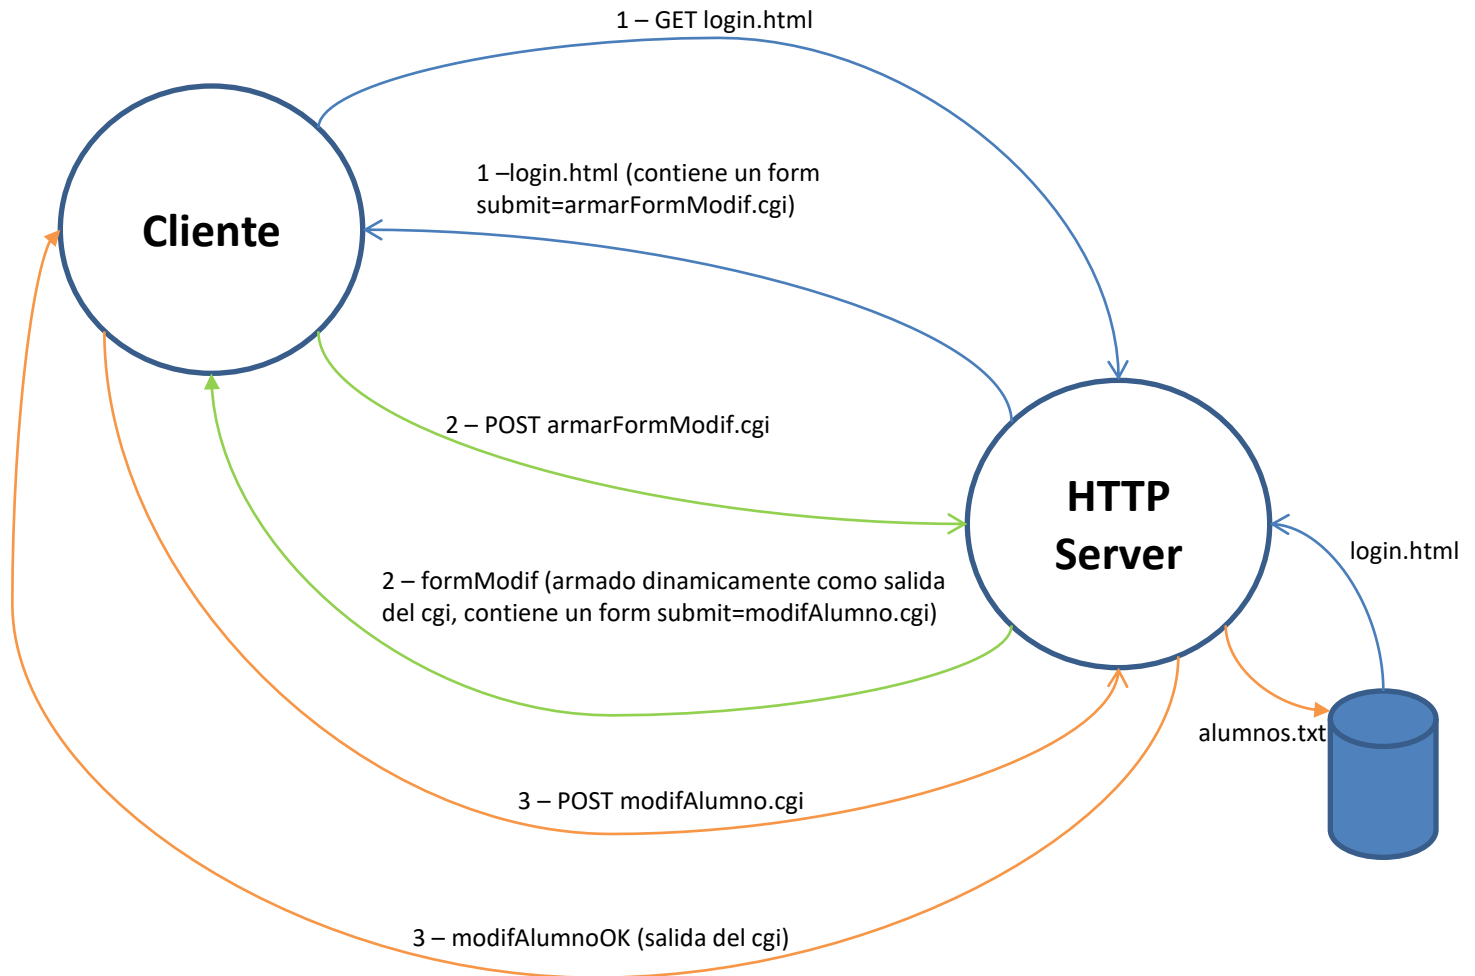 1 – GET login.html
1 –login.html (contiene un form
submit=armarFormModif.cgi)
Cliente
2 – POST armarFormModif.cgi
HTTP
Server
login.html
2 – formModif (armado dinamicamente como salida
del cgi, contiene un form submit=modifAlumno.cgi)
alumnos.txt
3 – POST modifAlumno.cgi
3 – modifAlumnoOK (salida del cgi)